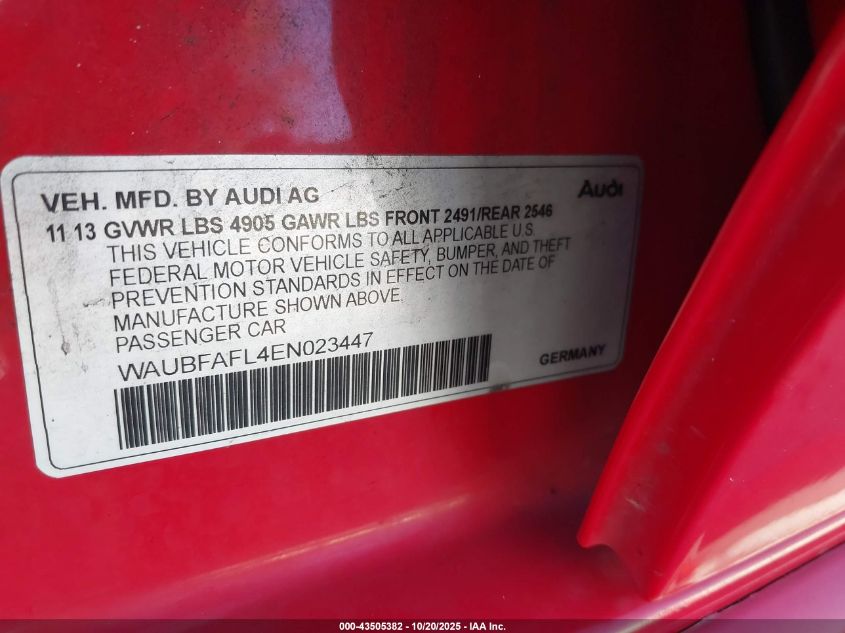 VEH. MFD. BY AUDI AG
Audi
11 13 GVWR LBS 4905 GAWR LBS FRONT 2491/REAR 2546
THIS VEHICLE CONFORMS TO ALL APPLICABLE U.S.
FEDERAL MOTOR VEHICLE SAFETY, BUMPER, AND THEFT
PREVENTION STANDARDS IN EFFECT ON THE DATE OF
MANUFACTURE SHOWN ABOVE.
PASSENGER CAR
WAUBFAFL4EN023447
GERMANY
000-43505382 - 10/20/2025 - IAA Inc.